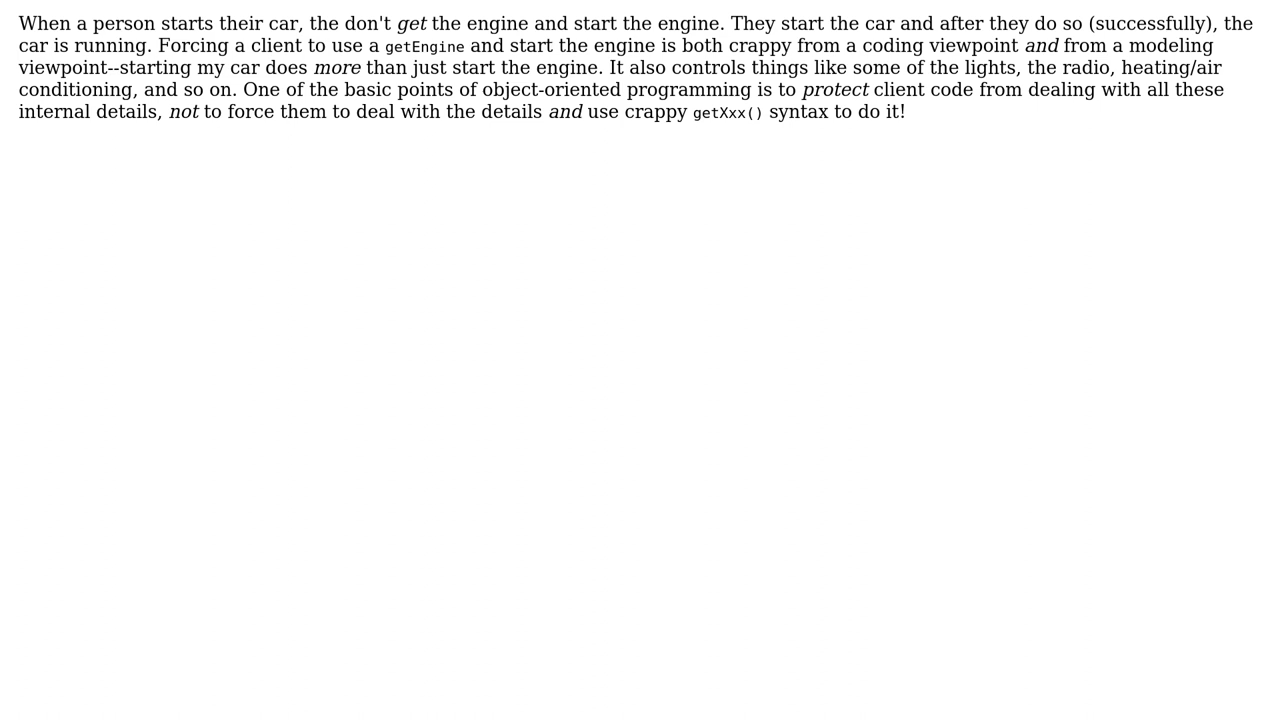 When a person starts their car, the don't get the engine and start the engine. They start the car and after they do so (successfully), the
car is running. Forcing a client to use a getEngine and start the engine is both crappy from a coding viewpoint and from a modeling
viewpoint--starting my car does more than just start the engine. It also controls things like some of the lights, the radio, heating/air
conditioning, and so on. One of the basic points of object-oriented programming is to protect client code from dealing with all these
internal details, not to force them to deal with the details and use crappy getXxx() syntax to do it!